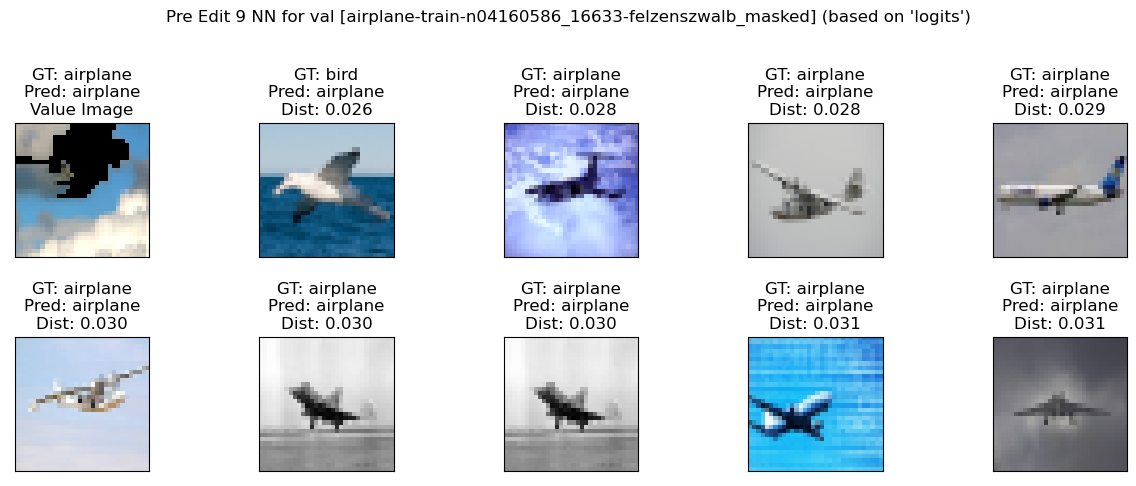 Pre Edit 9 NN for val [airplane-train-n04160586_16633-felzenszwalb_masked] (based on 'logits')
GT: airplane
Pred: airplane
Value Image
GT: bird
Pred: airplane
Dist: 0.026
GT: airplane
Pred: airplane
Dist: 0.028
GT: airplane
Pred: airplane
Dist: 0.028
GT: airplane
Pred: airplane
Dist: 0.029
GT: airplane
Pred: airplane
Dist: 0.030
GT: airplane
Pred: airplane
Dist: 0.030
GT: airplane
Pred: airplane
Dist: 0.030
GT: airplane
Pred: airplane
Dist: 0.031
GT: airplane
Pred: airplane
Dist: 0.031